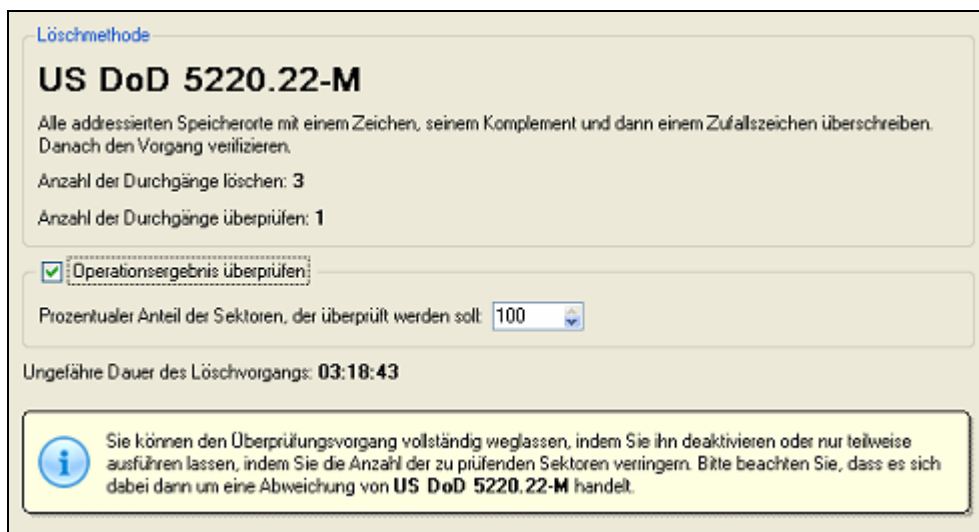 Löschmethode
US DoD 5220.22-M
Alle addressierten Speicherorte mit einem Zeichen, seinem Komplement und dann einem Zufallszeichen überschreiben.
Danach den Vorgang verifizieren.
Anzahl der Durchgänge löschen: 3
Anzahl der Durchgänge überprüfen: 1
Operationsergebnis überprüfen
Prozentualer Anteil der Sektoren, der überprüft werden soll: 100
Ungefähre Dauer des Löschvorgangs: 03:18:43
Sie können den Überprüfungsvorgang vollständig weglassen, indem Sie ihn deaktivieren oder nur teilweise
ausführen lassen, indem Sie die Anzahl der zu prüfenden Sektoren verringern. Bitte beachten Sie, dass es sich
dabei dann um eine Abweichung von US DoD 5220.22-M handelt.